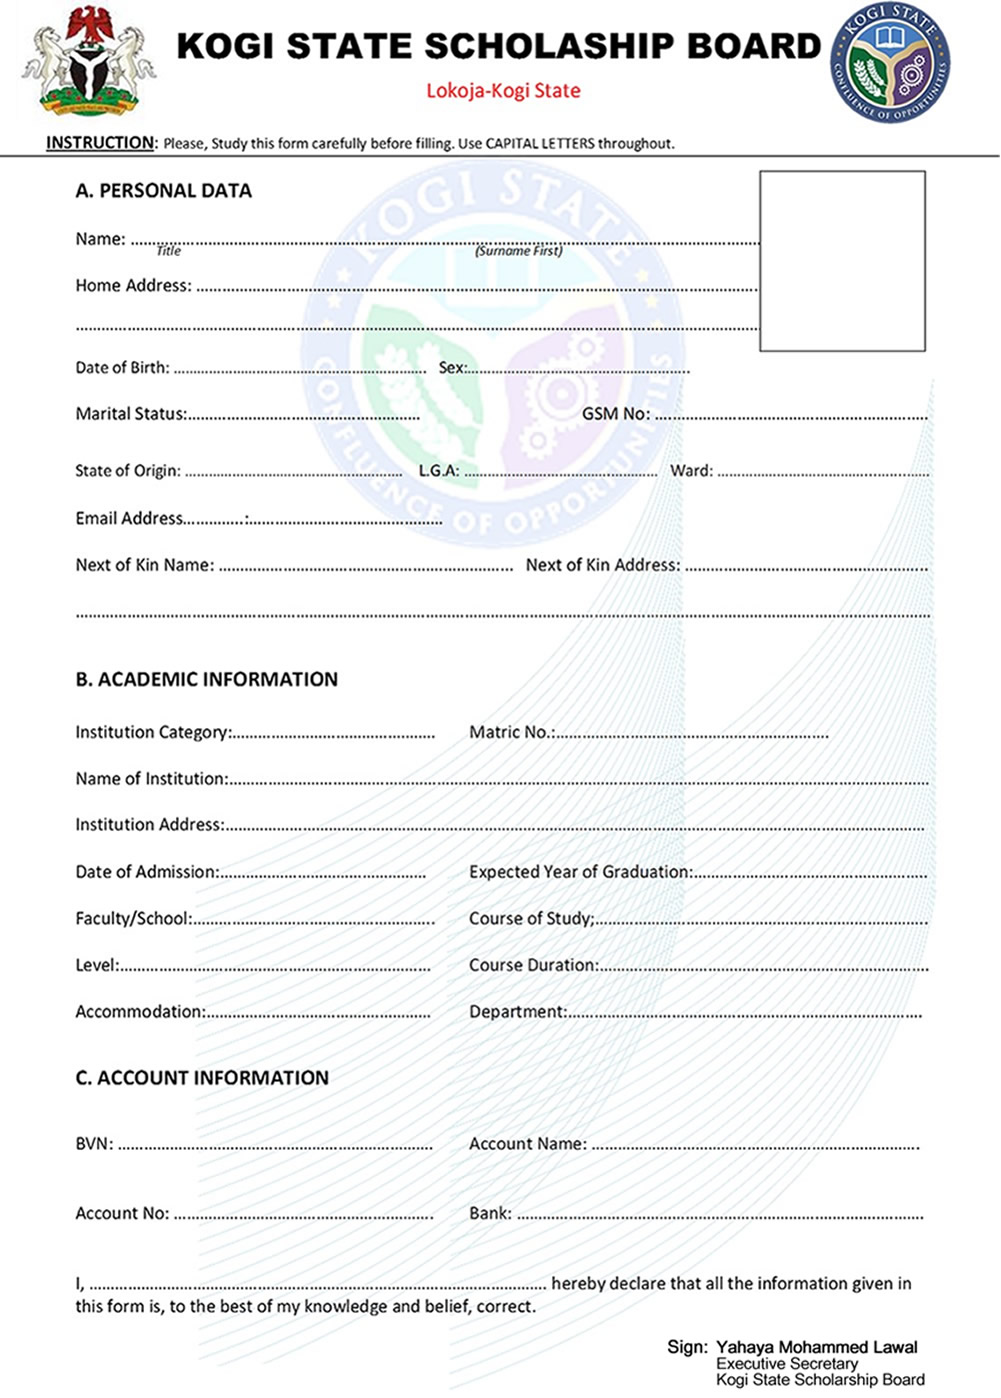 KOGI STATE SCHOLASHIP BOARD
KOGI STATE
CONFLUENCE OF OPPORTUNITIES
Lokoja-Kogi State
INSTRUCTION: Please, Study this form carefully before filling. Use CAPITAL LETTERS throughout.
KOGI STATE
CONFLUENCE OF OPPORTUNITIES
A. PERSONAL DATA
Name: ....................................................................................................
Title (Surname First)
Home Address: ....................................................................................................
....................................................................................................
Date of Birth: ............................................. Sex:.............................................
Marital Status:............................................. GSM No: .............................................
State of Origin: ............................................. L.G.A: ............................................. Ward: .............................................
Email Address.............:.............................................
Next of Kin Name: ............................................. Next of Kin Address: .............................................
....................................................................................................
B. ACADEMIC INFORMATION
Institution Category:............................................. Matric No.:.............................................
Name of Institution:....................................................................................................
Institution Address:....................................................................................................
Date of Admission:............................................. Expected Year of Graduation:.............................................
Faculty/School:............................................. Course of Study;.............................................
Level:............................................. Course Duration:.............................................
Accommodation:............................................. Department:.............................................
C. ACCOUNT INFORMATION
BVN: ............................................. Account Name: .............................................
Account No: ............................................. Bank: .............................................
I, ............................................. hereby declare that all the information given in
this form is, to the best of my knowledge and belief, correct.
Sign: Yahaya Mohammed Lawal
Executive Secretary
Kogi State Scholarship Board